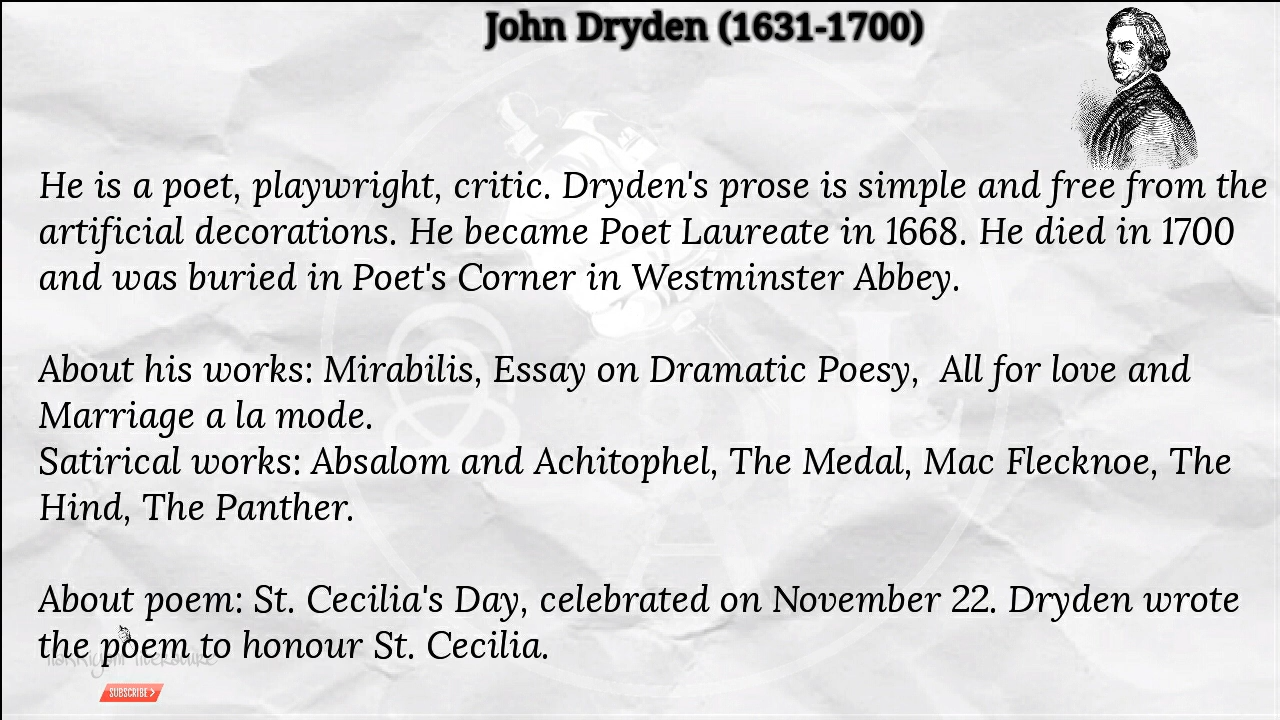 John Dryden (1631-1700)
He is a poet, playwright, critic. Dryden's prose is simple and free from the
artificial decorations. He became Poet Laureate in 1668. He died in 1700
and was buried in Poet's Corner in Westminster Abbey.
About his works: Mirabilis, Essay on Dramatic Poesy,  All for love and
Marriage a la mode.
Satirical works: Absalom and Achitophel, The Medal, Mac Flecknoe, The
Hind, The Panther.
About poem: St. Cecilia's Day, celebrated on November 22. Dryden wrote
the poem to honour St. Cecilia.
SUBSCRIBE >